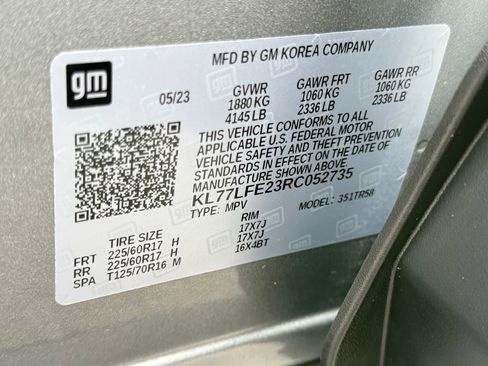 gm
MFD BY GM KOREA COMPANY
05/23 GVWR GAWR FRT GAWR RR
1880 KG 1060 KG 1060 KG
4145 LB 2336 LB 2336 LB
THIS VEHICLE CONFORMS TO ALL
APPLICABLE U.S. FEDERAL MOTOR
VEHICLE SAFETY AND THEFT PREVENTION
STANDARDS IN EFFECT ON THE DATE OF
MANUFACTURE SHOWN ABOVE.
KL77LFE23RC052735
TYPE: MPV MODEL: 351TR58
TIRE SIZE RIM
FRT 225/60R17 H 17X7J
RR 225/60R17 H 17X7J
SPA T125/70R16 M 16X4BT